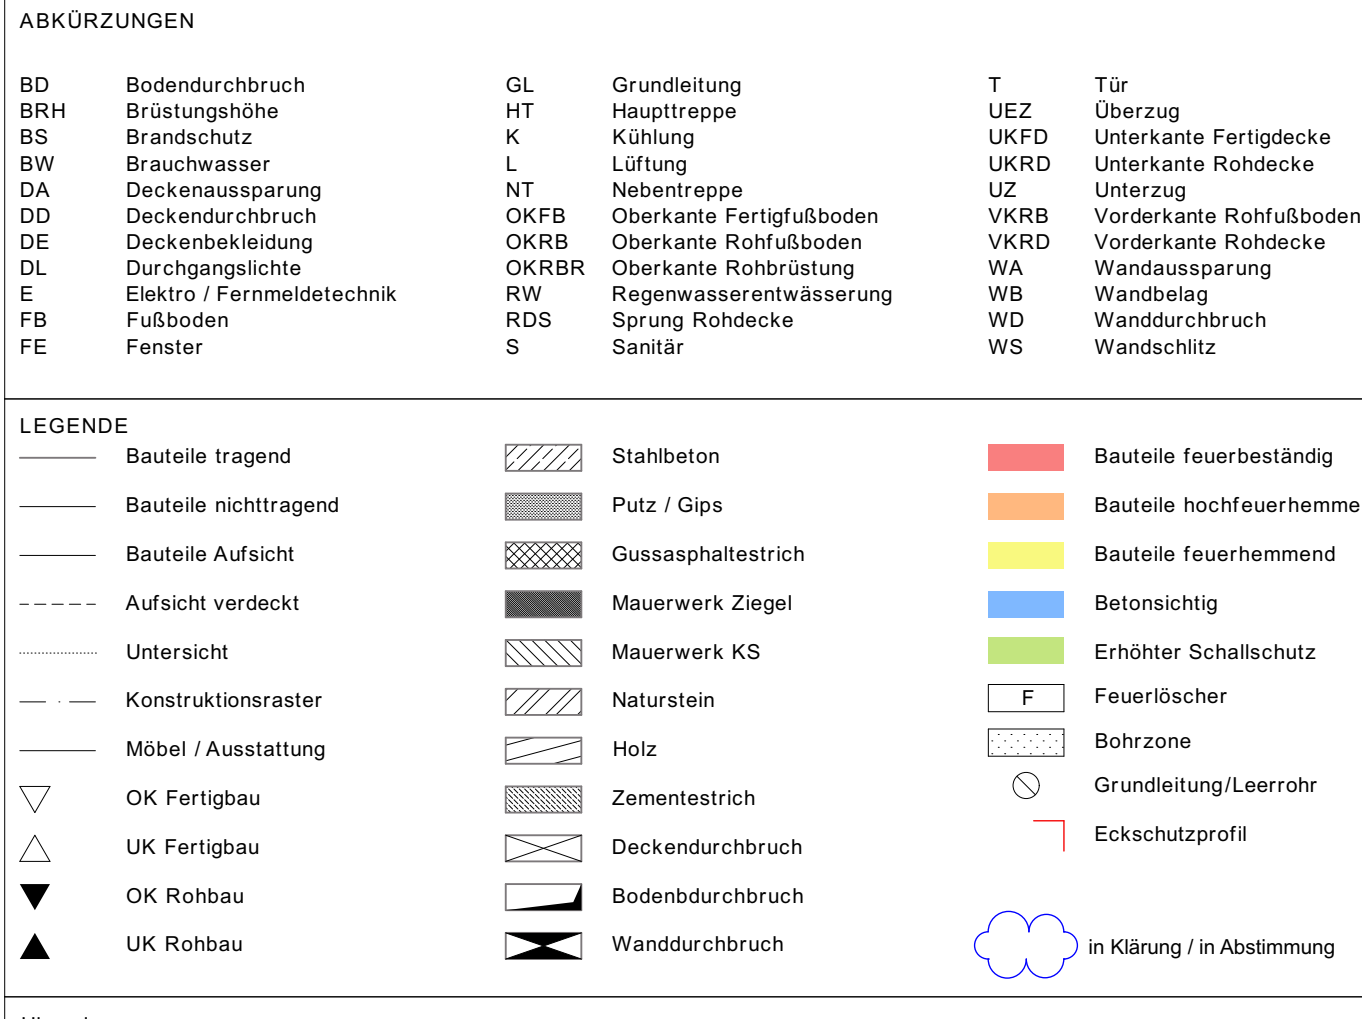 ABKÜRZUNGEN
BD Bodendurchbruch GL Grundleitung T Tür
BRH Brüstungshöhe HT Haupttreppe UEZ Überzug
BS Brandschutz K Kühlung UKFD Unterkante Fertigdecke
BW Brauchwasser L Lüftung UKRD Unterkante Rohdecke
DA Deckenaussparung NT Nebentreppe UZ Unterzug
DD Deckendurchbruch OKFB Oberkante Fertigfußboden VKRB Vorderkante Rohfußboden
DE Deckenbekleidung OKRB Oberkante Rohfußboden VKRD Vorderkante Rohdecke
DL Durchgangslichte OKRBR Oberkante Rohbrüstung WA Wandaussparung
E Elektro / Fernmeldetechnik RW Regenwasserentwässerung WB Wandbelag
FB Fußboden RDS Sprung Rohdecke WD Wanddurchbruch
FE Fenster S Sanitär WS Wandschlitz
LEGENDE
Bauteile tragend Stahlbeton Bauteile feuerbeständig
Bauteile nichttragend Putz / Gips Bauteile hochfeuerhemme
Bauteile Aufsicht Gussasphaltestrich Bauteile feuerhemmend
Aufsicht verdeckt Mauerwerk Ziegel Betonsichtig
Untersicht Mauerwerk KS Erhöhter Schallschutz
Konstruktionsraster Naturstein F Feuerlöscher
Möbel / Ausstattung Holz Bohrzone
OK Fertigbau Zementestrich Grundleitung/Leerrohr
UK Fertigbau Deckendurchbruch Eckschutzprofil
OK Rohbau Bodenbdurchbruch
UK Rohbau Wanddurchbruch in Klärung / in Abstimmung